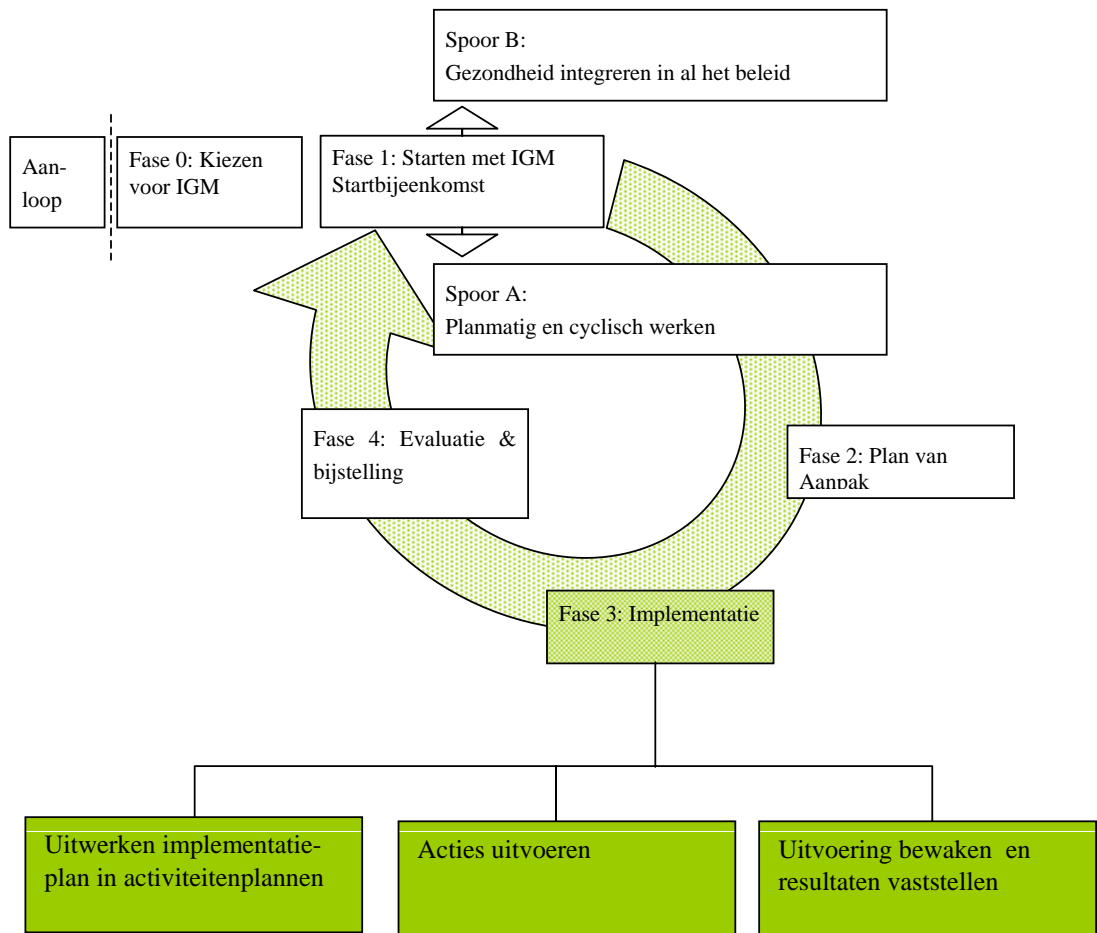 Spoor B:
Gezondheid integreren in al het beleid
Aan-
loop
Fase 0: Kiezen
voor IGM
Fase 1: Starten met IGM
Startbijeenkomst
Spoor A:
Planmatig en cyclisch werken
Fase 4: Evaluatie &
bijstelling
Fase 2: Plan van
Aanpak
Fase 3: Implementatie
Uitwerken implementatie-
plan in activiteitenplannen
Acties uitvoeren
Uitvoering bewaken en
resultaten vaststellen